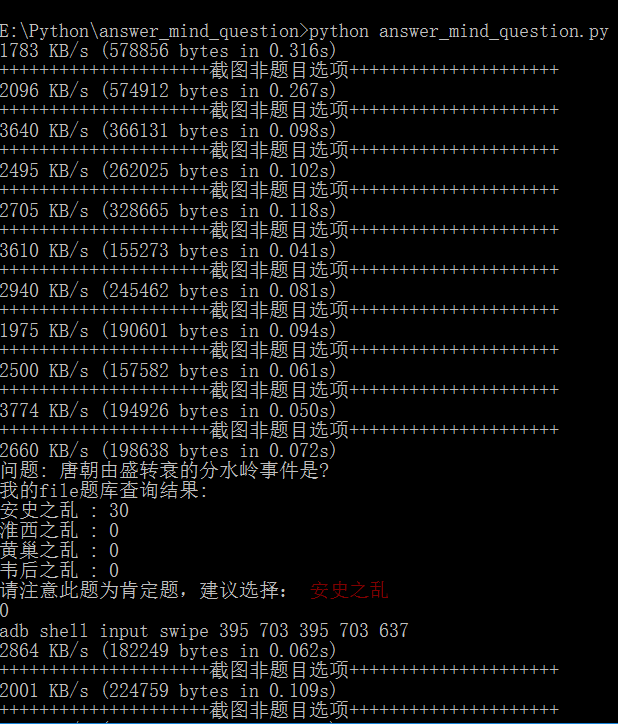 E:\Python\answer_mind_question>python answer_mind_question.py
1783 KB/s (578856 bytes in 0.316s)
+++++++++++++++++++++截图非题目选项+++++++++++++++++++++
2096 KB/s (574912 bytes in 0.267s)
+++++++++++++++++++++截图非题目选项+++++++++++++++++++++
3640 KB/s (366131 bytes in 0.098s)
+++++++++++++++++++++截图非题目选项+++++++++++++++++++++
2495 KB/s (262025 bytes in 0.102s)
+++++++++++++++++++++截图非题目选项+++++++++++++++++++++
2705 KB/s (328665 bytes in 0.118s)
+++++++++++++++++++++截图非题目选项+++++++++++++++++++++
3610 KB/s (155273 bytes in 0.041s)
+++++++++++++++++++++截图非题目选项+++++++++++++++++++++
2940 KB/s (245462 bytes in 0.081s)
+++++++++++++++++++++截图非题目选项+++++++++++++++++++++
1975 KB/s (190601 bytes in 0.094s)
+++++++++++++++++++++截图非题目选项+++++++++++++++++++++
2500 KB/s (157582 bytes in 0.061s)
+++++++++++++++++++++截图非题目选项+++++++++++++++++++++
3774 KB/s (194926 bytes in 0.050s)
+++++++++++++++++++++截图非题目选项+++++++++++++++++++++
2660 KB/s (198638 bytes in 0.072s)
问题: 唐朝由盛转衰的分水岭事件是?
我的file题库查询结果:
安史之乱 : 30
淮西之乱 : 0
黄巢之乱 : 0
韦后之乱 : 0
请注意此题为肯定题，建议选择: 安史之乱
0
adb shell input swipe 395 703 395 703 637
2864 KB/s (182249 bytes in 0.062s)
+++++++++++++++++++++截图非题目选项+++++++++++++++++++++
2001 KB/s (224759 bytes in 0.109s)
+++++++++++++++++++++截图非题目选项+++++++++++++++++++++